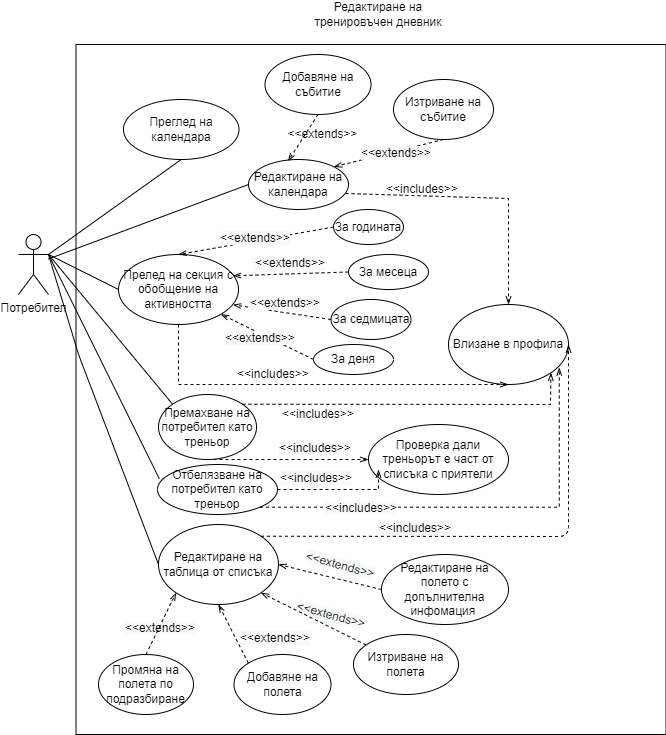 Редактиране на
тренировъчен дневник
Добавяне на
събитие
Изтриване на
събитие
Преглед на
календара
<<extends>>
<<extends>>
Редактиране на
календара
<<includes>>
За годината
<<extends>>
<<extends>>
За месеца
Прелед на секция с
обобщение на
активността
<<extends>>
За седмицата
<<extends>>
За деня
Потребител
Влизане в профила
<<includes>>
Премахване на
потребител като
треньор
<<includes>>
<<includes>>
Проверка дали
треньорът е част от
списъка с приятели
Отбелязване на
потребител като
треньор
<<includes>>
<<includes>>
<<includes>>
Редактиране на
таблица от списъка
<<extends>>
Редактиране на
полето с
допълнителна
инфомация
<<extends>>
<<extends>>
<<extends>>
Изтриване на
полета
Промяна на
полета по
подразбиране
Добавяне на
полета